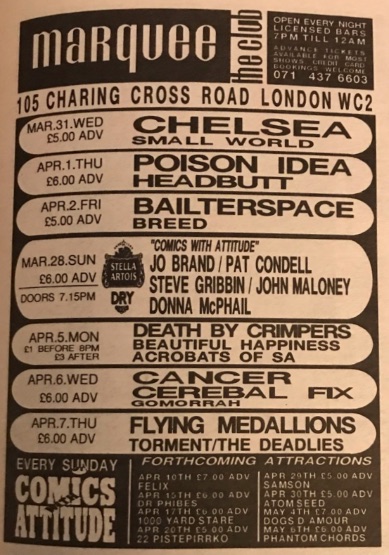 marquee
the club
OPEN EVERY NIGHT
LICENSED BARS
7PM TILL 12AM
ADVANCE TICKETS
AVAILABLE FOR MOST
SHOWS CREDIT CARD
BOOKINGS WELCOME
071 437 6603
105 CHARING CROSS ROAD LONDON WC2
MAR.31.WED
£5.00 ADV
CHELSEA
SMALL WORLD
APR.1.THU
£6.00 ADV
POISON IDEA
HEADBUTT
APR.2.FRI
£5.00 ADV
BAILTERSPACE
BREED
MAR.28.SUN
£6.00 ADV
DOORS 7.15PM
STELLA
ARTOIS
DRY
"COMICS WITH ATTITUDE"
JO BRAND / PAT CONDELL
STEVE GRIBBIN / JOHN MALONEY
DONNA McPHAIL
APR.5.MON
£1 BEFORE 8PM
£3 AFTER
DEATH BY CRIMPERS
BEAUTIFUL HAPPINESS
ACROBATS OF SA
APR.6.WED
£6.00 ADV
CANCER
CEREBAL FIX
GOMORRAH
APR.7.THU
£6.00 ADV
FLYING MEDALLIONS
TORMENT/THE DEADLIES
EVERY SUNDAY
COMICS
WITH
ATTITUDE
FORTHCOMING ATTRACTIONS
APR 10TH £7.00 ADV
FELIX
APR 15TH £6.00 ADV
DR PHIBES
APR 17TH £5.00 ADV
1000 YARD STARE
APR 20TH £5.00 ADV
22 PISTEPIRRKO
APR 29TH £5.00 ADV
SAMSON
APR 30TH £5.00 ADV
ATOM SEED
MAY 4TH £7.00 ADV
DOGS D AMOUR
MAY 6TH £6.00 ADV
PHANTOM CHORDS